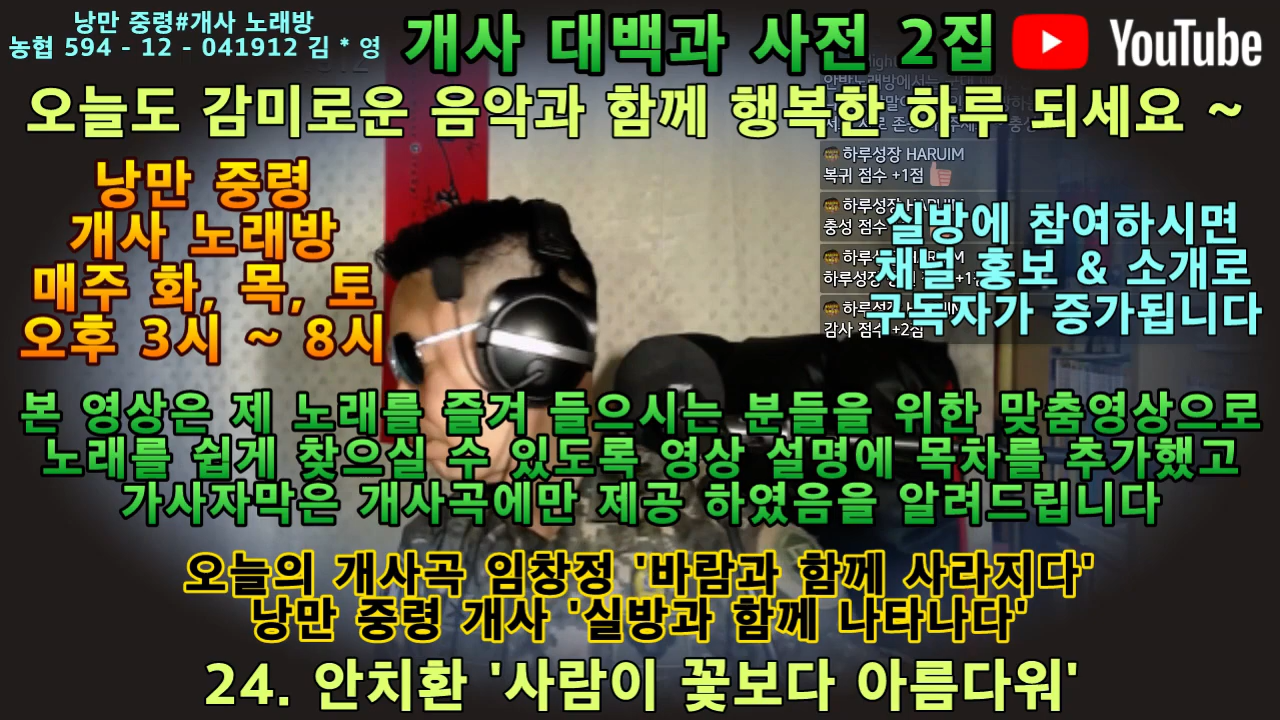 낭만 중령#개사 노래방
농협 594 - 12 - 041912 김 * 영
개사 대백과 사전 2집
YouTube
오늘도 감미로운 음악과 함께 행복한 하루 되세요 ~
하루성장 HARUIM
복귀 점수 +1점
하루성장
충성 점수
하루성장
감사 점수 +2점
낭만 중령
개사 노래방
매주 화, 목, 토
오후 3시 ~ 8시
실방에 참여하시면
채널 홍보 & 소개로
구독자가 증가됩니다
본 영상은 제 노래를 즐겨 들으시는 분들을 위한 맞춤영상으로
노래를 쉽게 찾으실 수 있도록 영상 설명에 목차를 추가했고
가사자막은 개사곡에만 제공 하였음을 알려드립니다
오늘의 개사곡 임창정 '바람과 함께 사라지다'
낭만 중령 개사 '실방과 함께 나타나다'
24. 안치환 '사람이 꽃보다 아름다워'